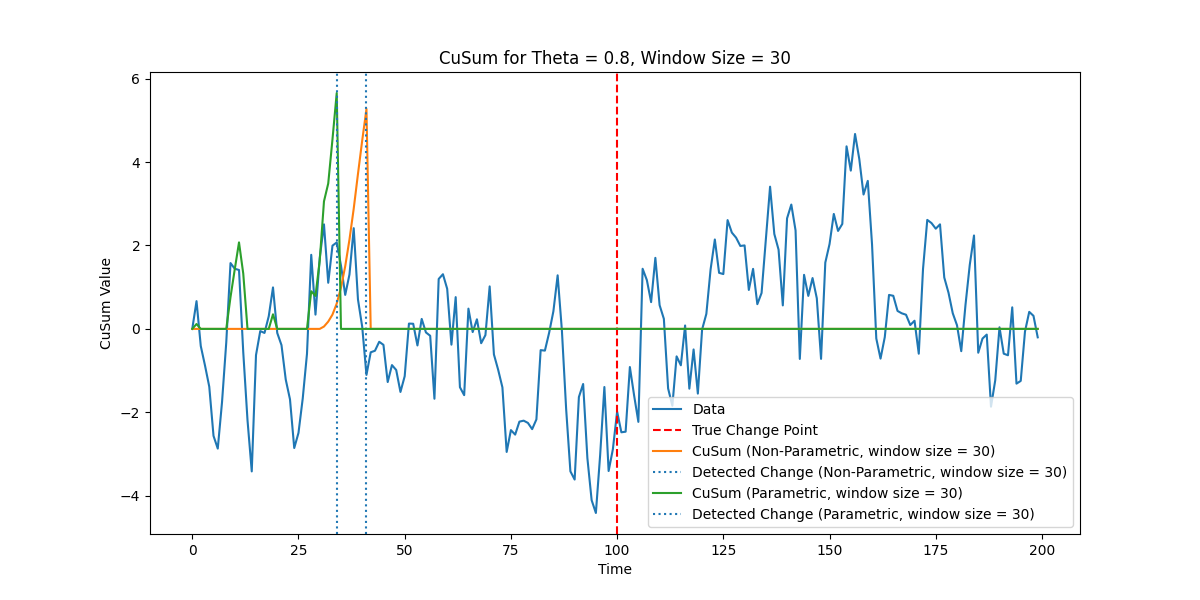 CuSum for Theta = 0.8, Window Size = 30
6
4
2
0
−2
−4
CuSum Value
0
25
50
75
100
125
150
175
200
Time
Data
True Change Point
CuSum (Non-Parametric, window size = 30)
Detected Change (Non-Parametric, window size = 30)
CuSum (Parametric, window size = 30)
Detected Change (Parametric, window size = 30)